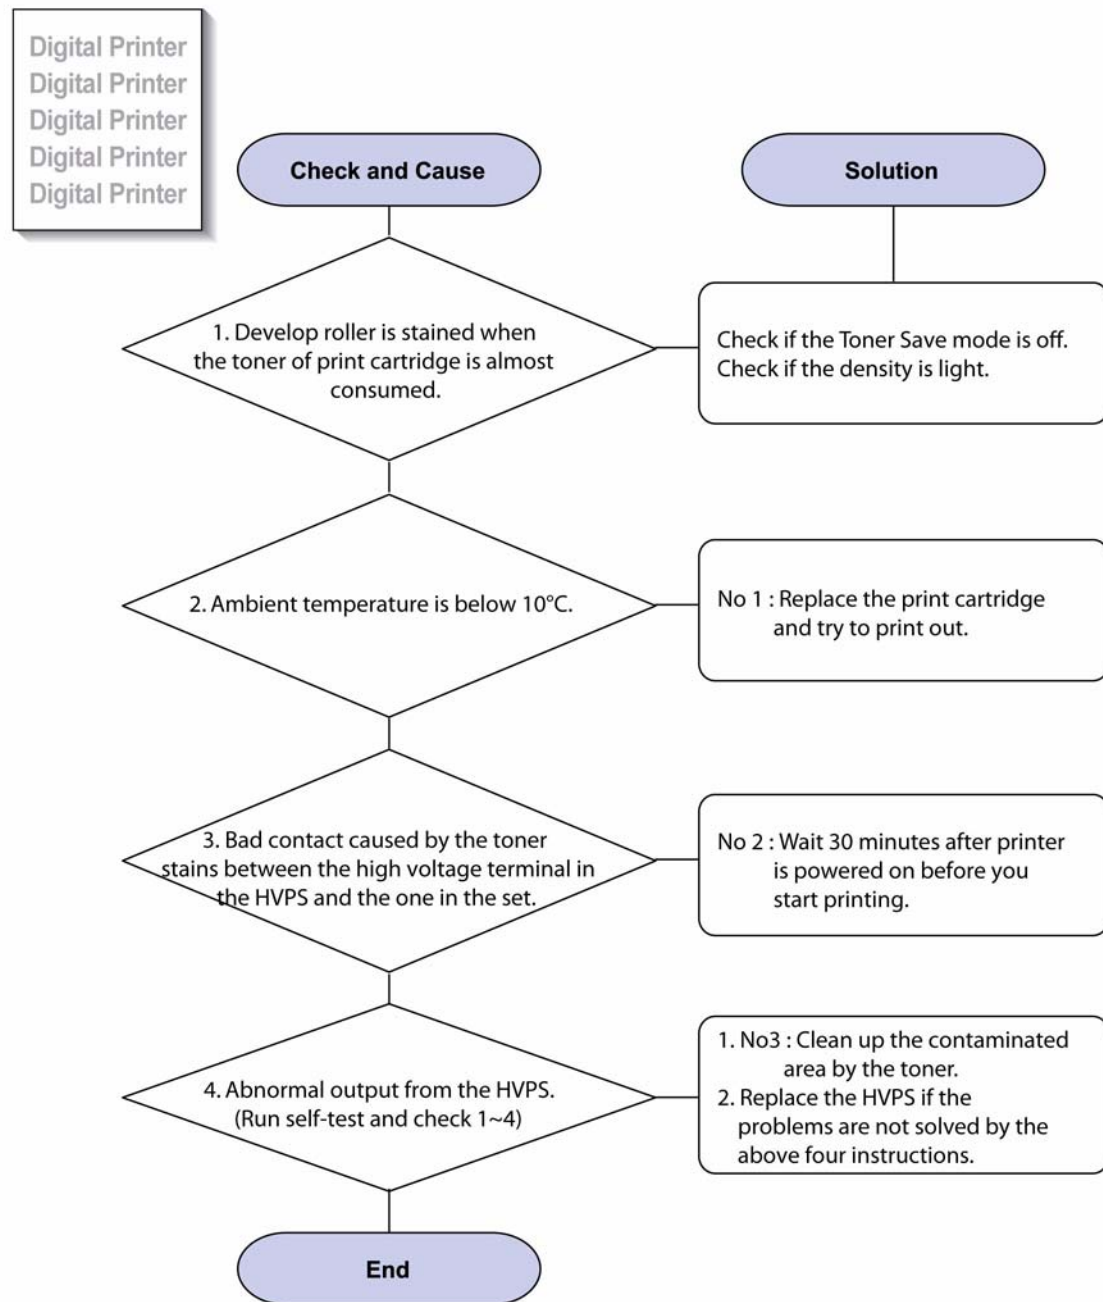 Digital Printer
Digital Printer
Digital Printer
Digital Printer
Digital Printer
Check and Cause
Solution
1. Develop roller is stained when
the toner of print cartridge is almost
consumed.
Check if the Toner Save mode is off.
Check if the density is light.
2. Ambient temperature is below 10°C.
No 1 : Replace the print cartridge
and try to print out.
3. Bad contact caused by the toner
stains between the high voltage terminal in
the HVPS and the one in the set.
No 2 : Wait 30 minutes after printer
is powered on before you
start printing.
4. Abnormal output from the HVPS.
(Run self-test and check 1~4)
1. No3 : Clean up the contaminated
area by the toner.
2. Replace the HVPS if the
problems are not solved by the
above four instructions.
End